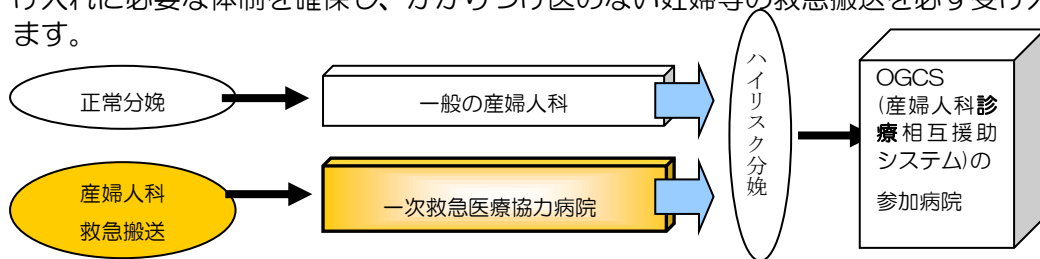 け入れに必要な体制を確保し、かかりつけ医のない妊婦等の救急搬送を必ず受け入
ます。
正常分娩
一般の産婦人科
産婦人科
救急搬送
一次救急医療協力病院
ハイリスク分娩
OGCS
(産婦人科診
療相互援助
システム)の
参加病院